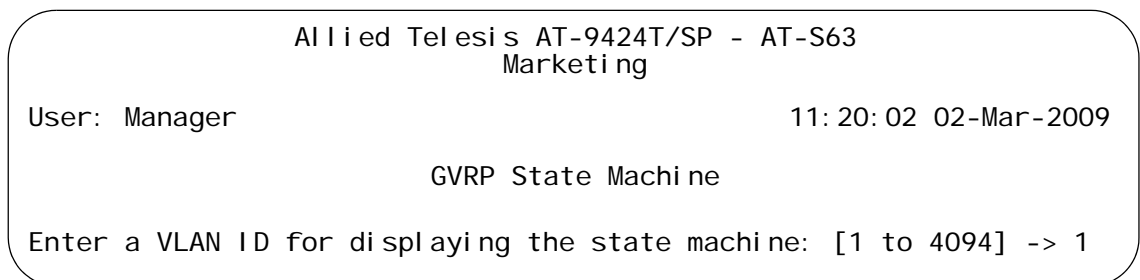 Allied Telesis AT-9424T/SP - AT-S63
Marketing
User: Manager 11:20:02 02-Mar-2009
GVRP State Machine
Enter a VLAN ID for displaying the state machine: [1 to 4094] -> 1